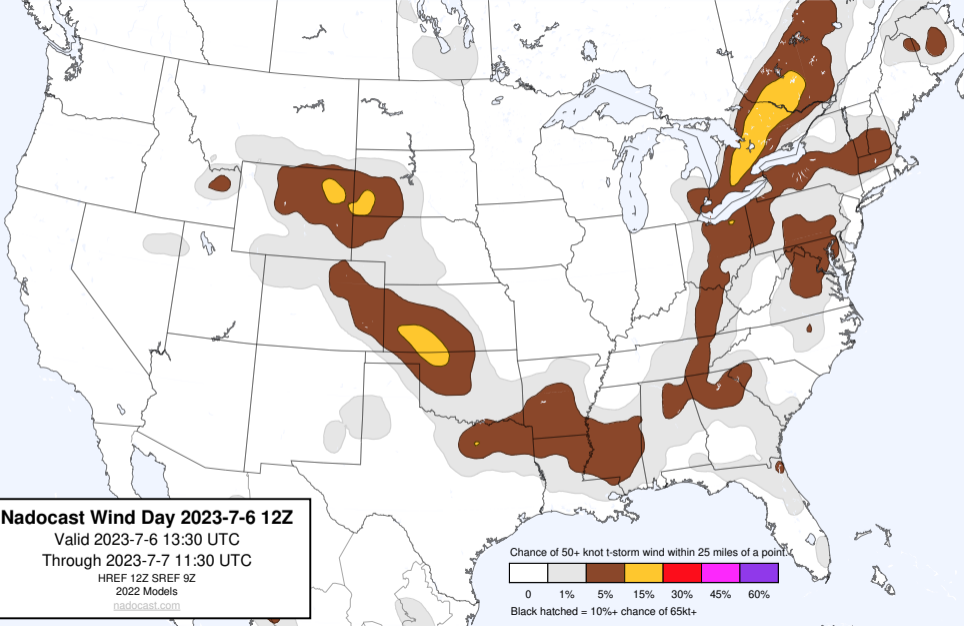 Nadocast Wind Day 2023-7-6 12Z
Valid 2023-7-6 13:30 UTC
Through 2023-7-7 11:30 UTC
HREF 12Z SREF 9Z
2022 Models
nadocast.com
Chance of 50+ knot t-storm wind within 25 miles of a point.
0 1% 5% 15% 30% 45% 60%
Black hatched = 10%+ chance of 65kt+